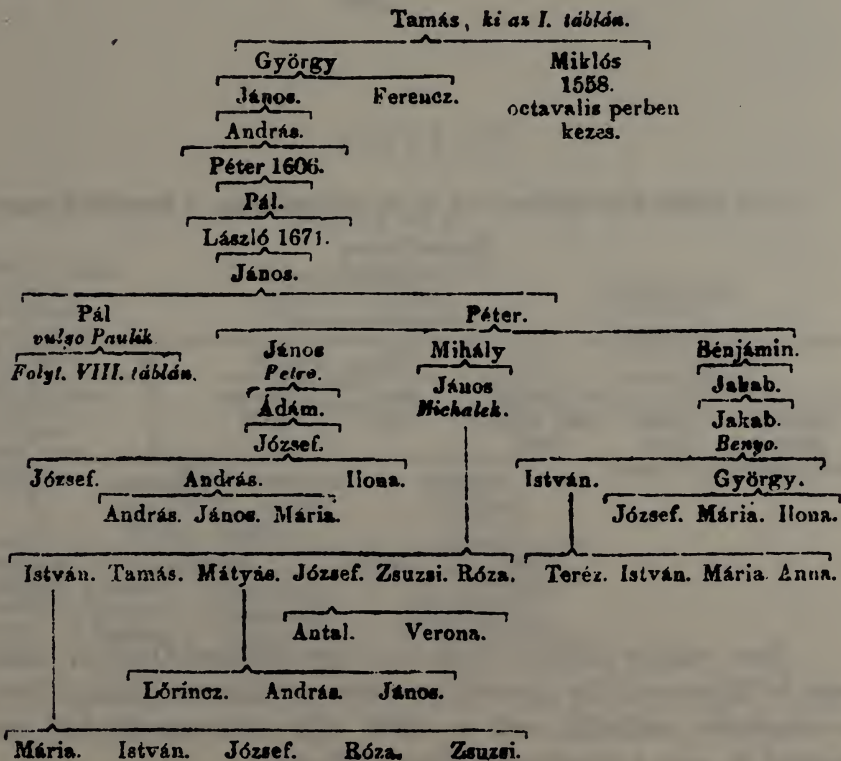 Tamás, ki az I. táblán.
György Miklós
1558.
János. Ferencz. octavalis perben
kezes.
András.
Péter 1606.
Pál.
László 1671.
János.
Pál Péter.
vulgo Paulik
Folyt. VIII. táblán.
János Mihály Bénjámin.
Petro. János Jakab.
Ádám. Michalek. Jakab.
József. Benyo.
József. András. Ilona. István. György.
András. János. Mária. József. Mária. Ilona.
István. Tamás. Mátyás. József. Zsuzsi. Róza. Teréz. István. Mária. Anna.
Antal. Verona.
Lőrincz. András. János.
Mária. István. József. Róza. Zsuzsi.